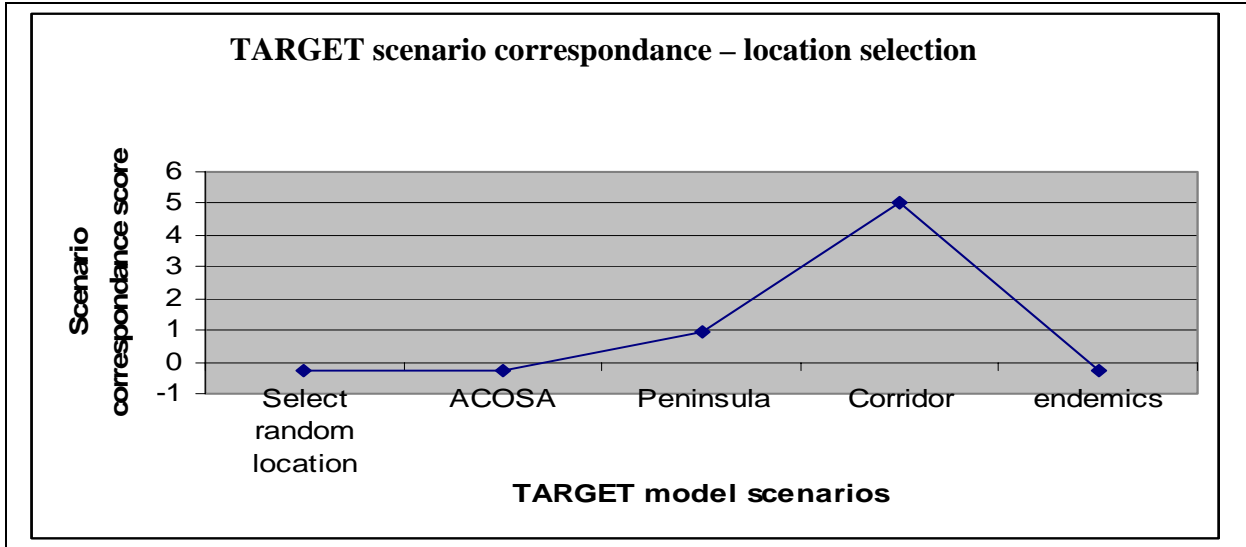 TARGET scenario correspondance – location selection
Scenario
correspondance score
6
5
4
3
2
1
0
-1
Select
random
location
ACOSA
Peninsula
Corridor
endemics
TARGET model scenarios